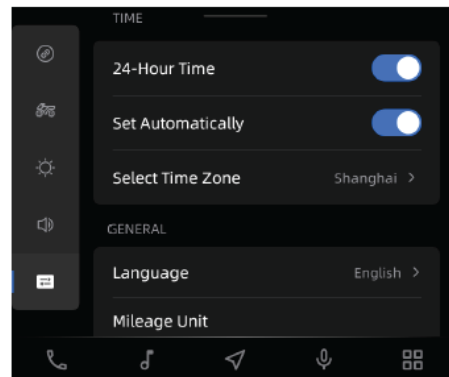 TIME
24-Hour Time
Set Automatically
Select Time Zone Shanghai >
GENERAL
Language English >
Mileage Unit